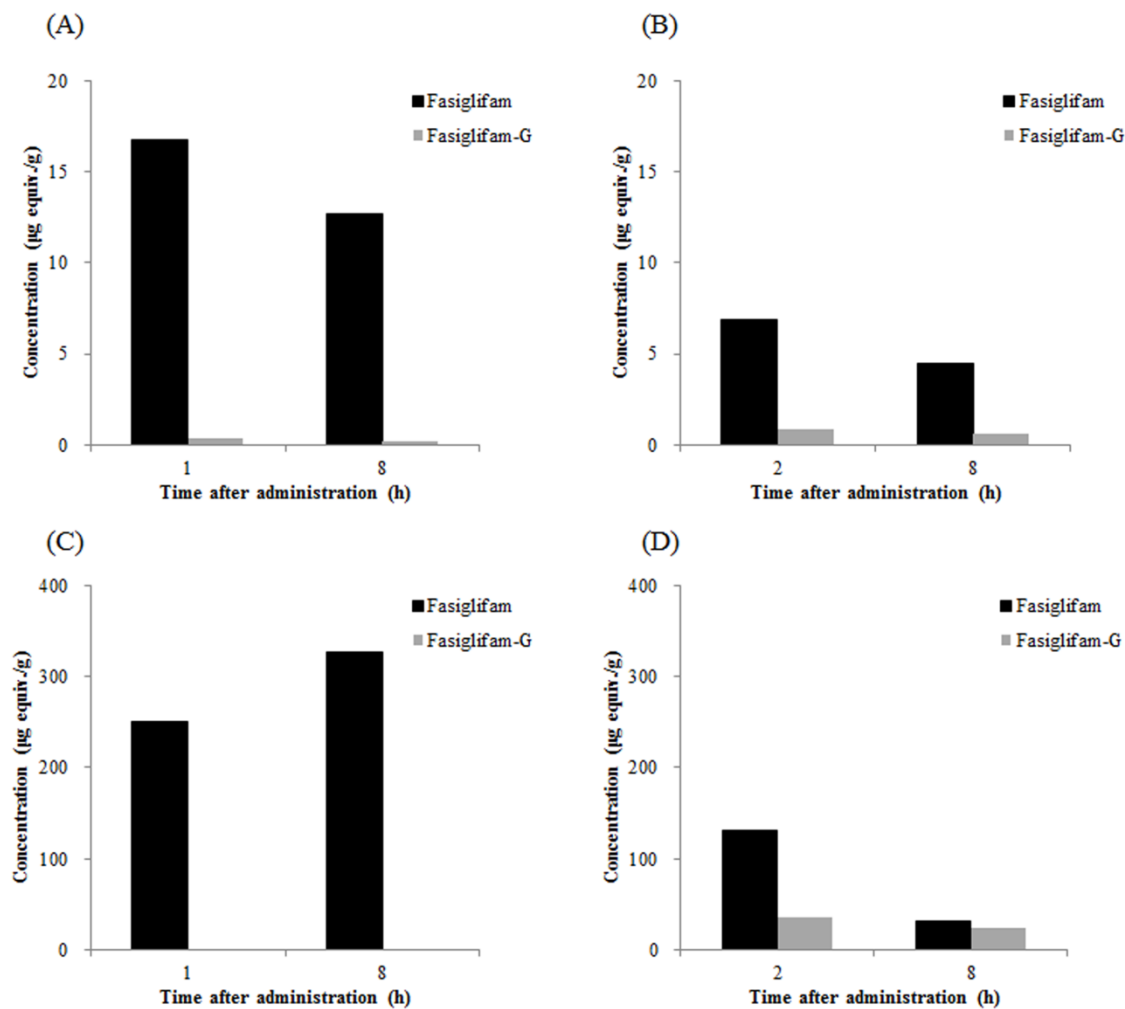 (A)
Concentration (µg equiv./g)
20
15
10
5
0
Fasiglifam
Fasiglifam-G
1
8
Time after administration (h)
(B)
Concentration (µg equiv./g)
20
15
10
5
0
Fasiglifam
Fasiglifam-G
2
8
Time after administration (h)
(C)
Concentration (µg equiv./g)
400
300
200
100
0
Fasiglifam
Fasiglifam-G
1
8
Time after administration (h)
(D)
Concentration (µg equiv./g)
400
300
200
100
0
Fasiglifam
Fasiglifam-G
2
8
Time after administration (h)